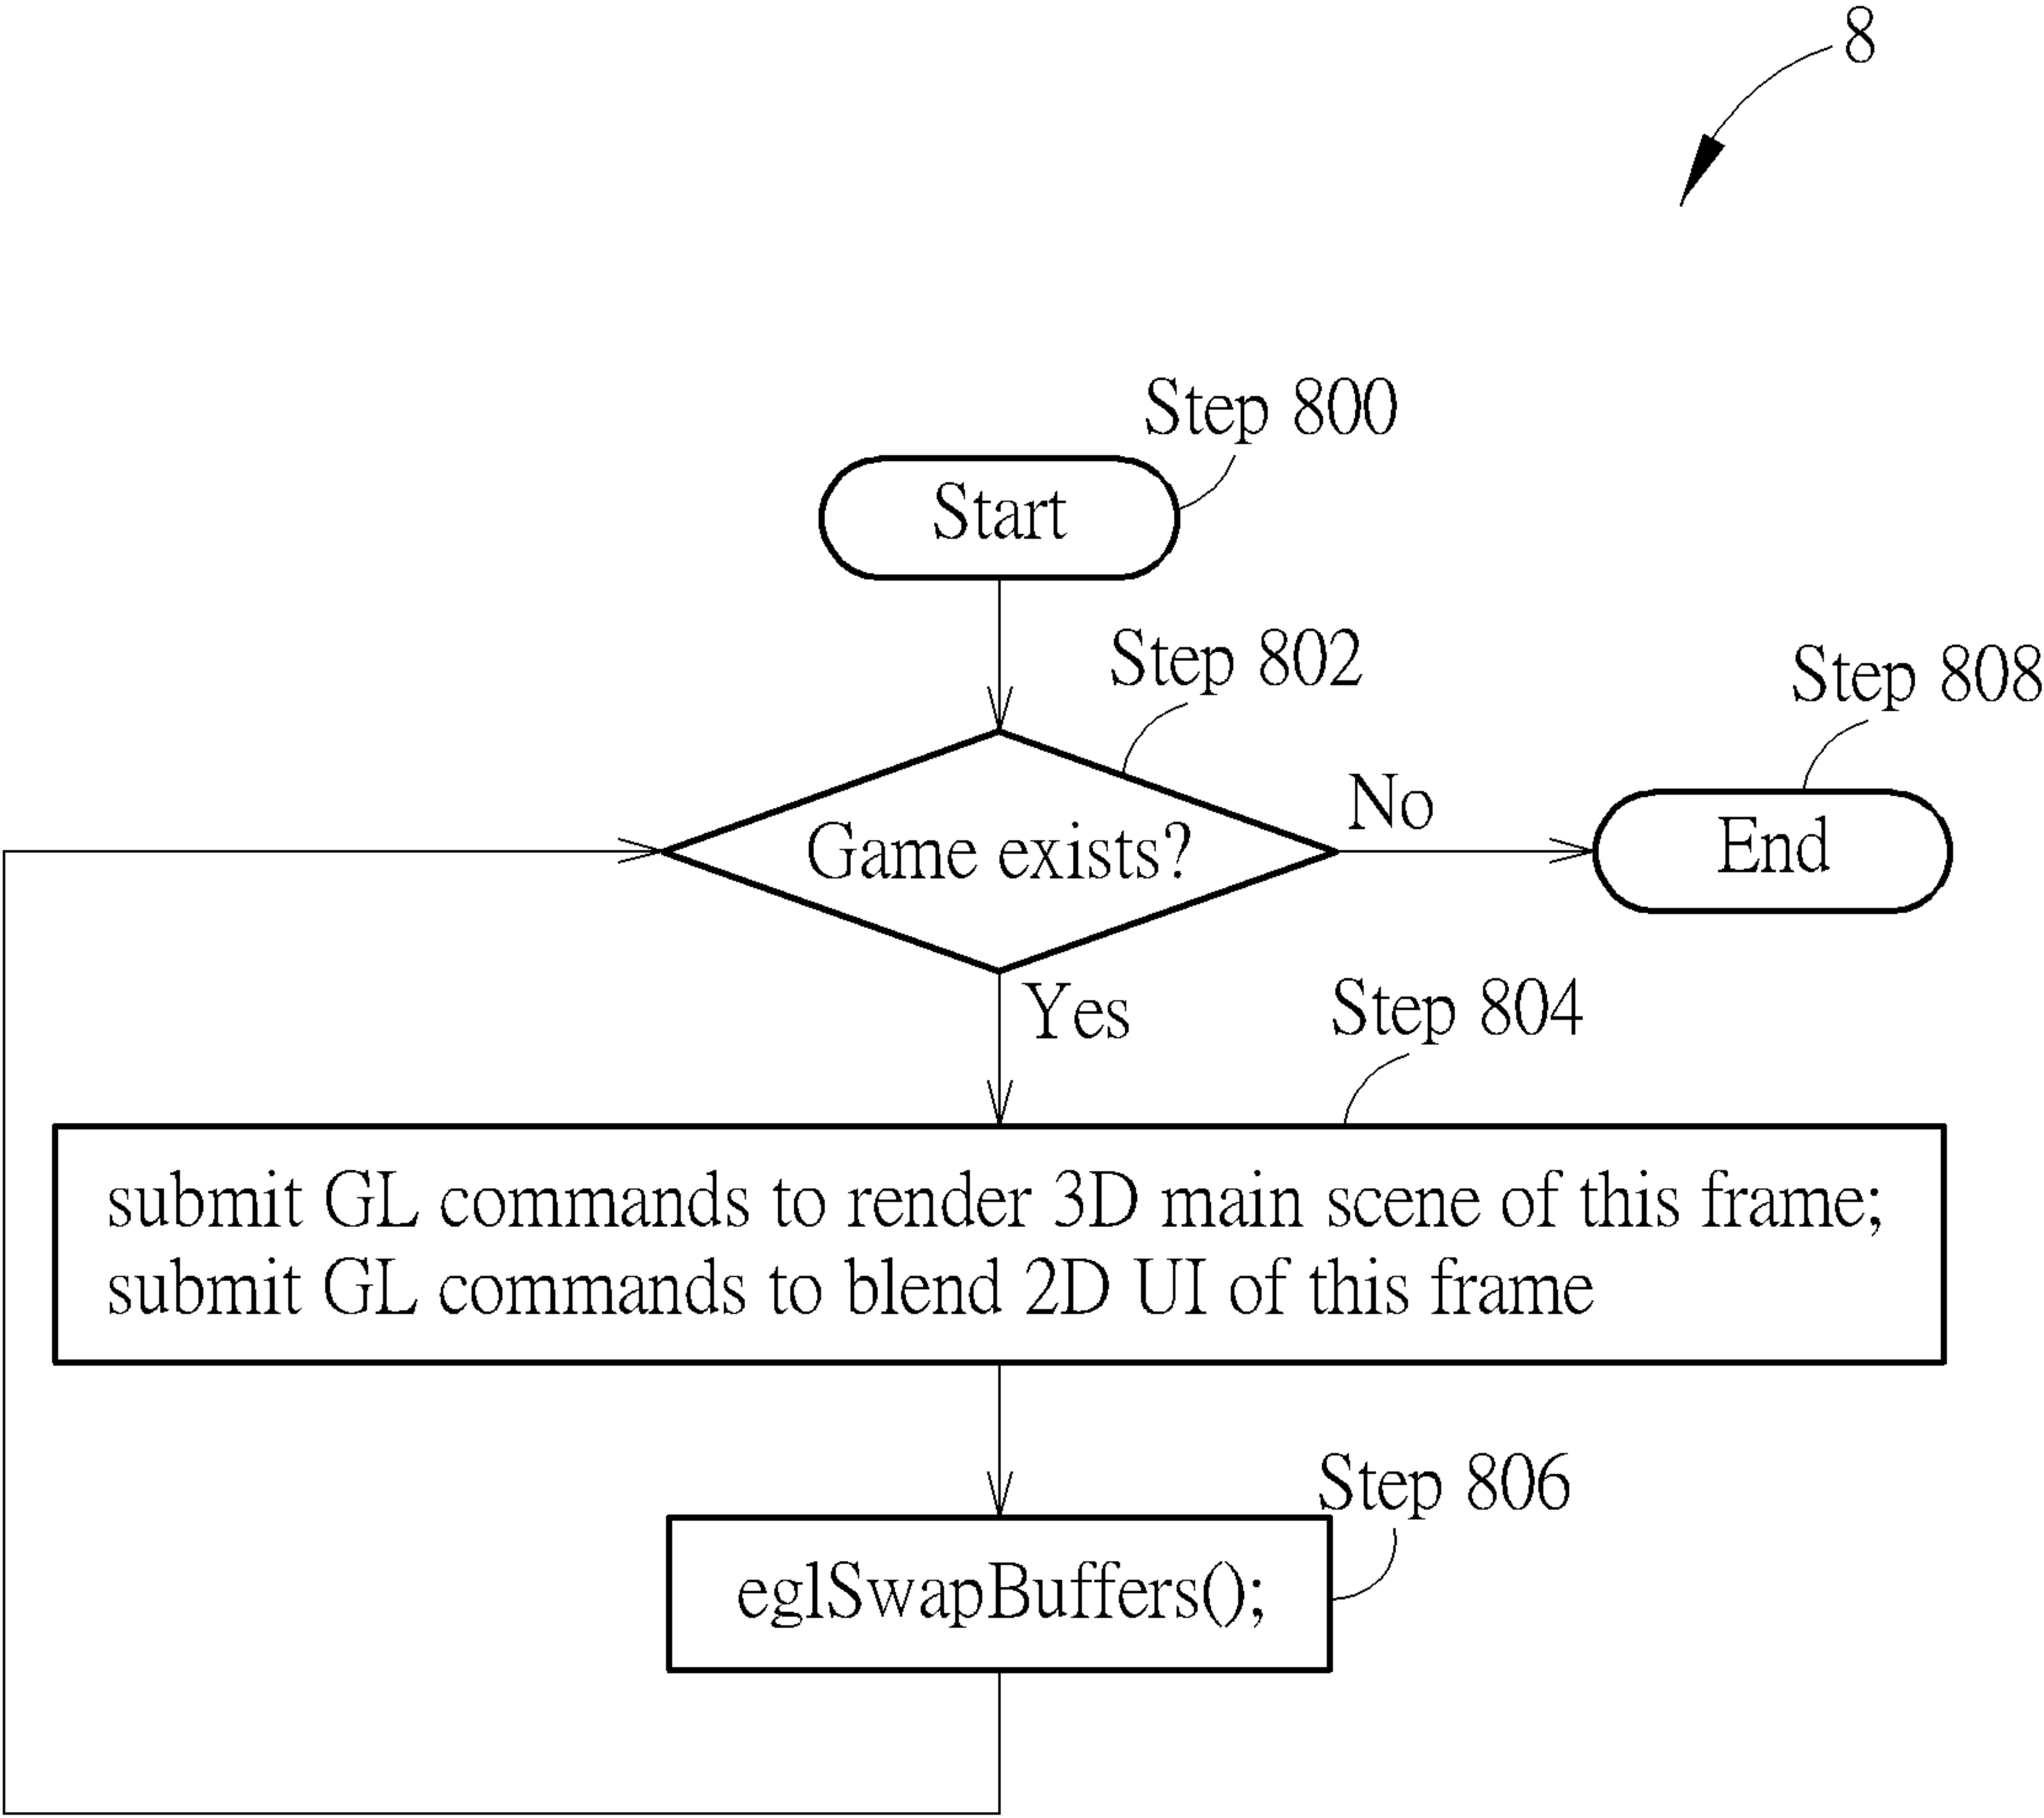 8
Step 800
Start
Step 802
Step 808
Game exists?
No
End
Yes
Step 804
submit GL commands to render 3D main scene of this frame;
submit GL commands to blend 2D UI of this frame
Step 806
eglSwapBuffers();